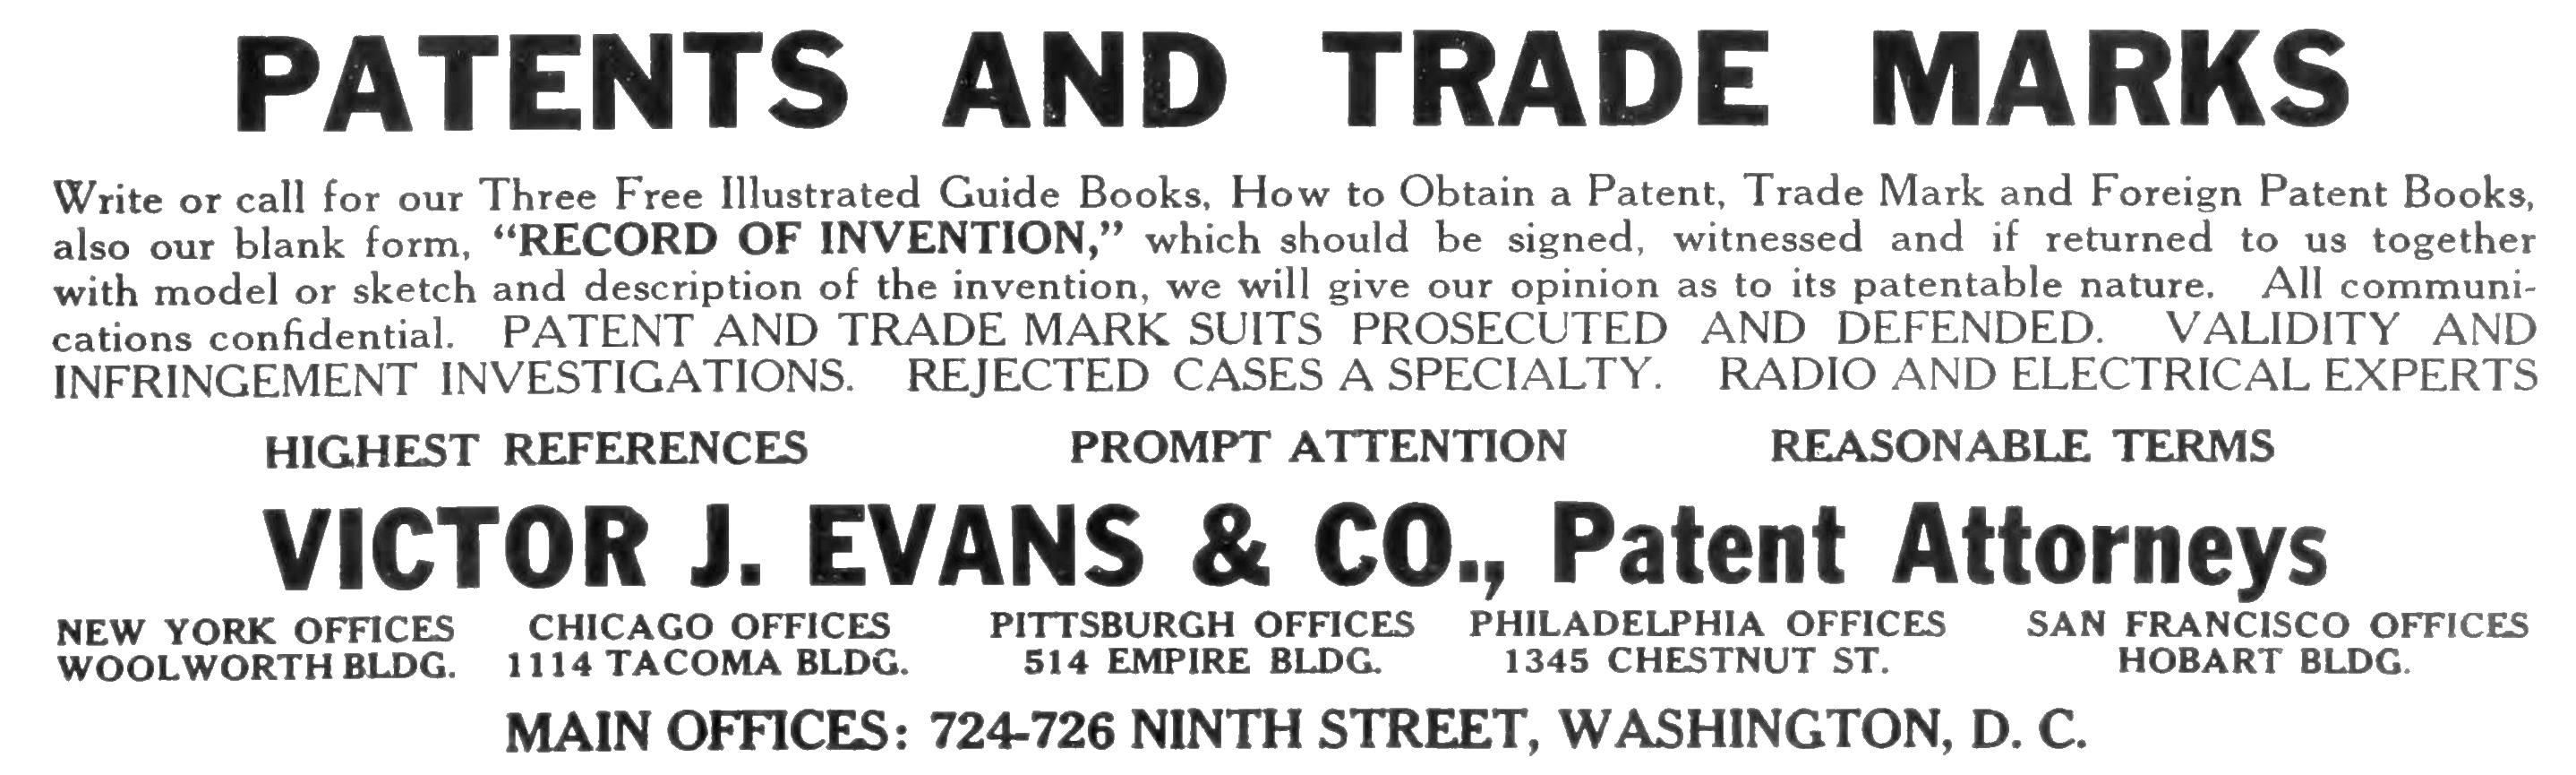 PATENTS AND TRADE MARKS
Write or call for our Three Free Illustrated Guide Books, How to Obtain a Patent, Trade Mark and Foreign Patent Books,
also our blank form, “RECORD OF INVENTION,” which should be signed, witnessed and if returned to us together
with model or sketch and description of the invention, we will give our opinion as to its patentable nature. All communi-
cations confidential. PATENT AND TRADE MARK SUITS PROSECUTED AND DEFENDED. VALIDITY AND
INFRINGEMENT INVESTIGATIONS. REJECTED CASES A SPECIALTY. RADIO AND ELECTRICAL EXPERTS
HIGHEST REFERENCES PROMPT ATTENTION REASONABLE TERMS
VICTOR J. EVANS & CO., Patent Attorneys
NEW YORK OFFICES CHICAGO OFFICES PITTSBURGH OFFICES PHILADELPHIA OFFICES SAN FRANCISCO OFFICES
WOOLWORTH BLDG. 1114 TACOMA BLDG. 514 EMPIRE BLDG. 1345 CHESTNUT ST. HOBART BLDG.
MAIN OFFICES: 724-726 NINTH STREET, WASHINGTON, D. C.